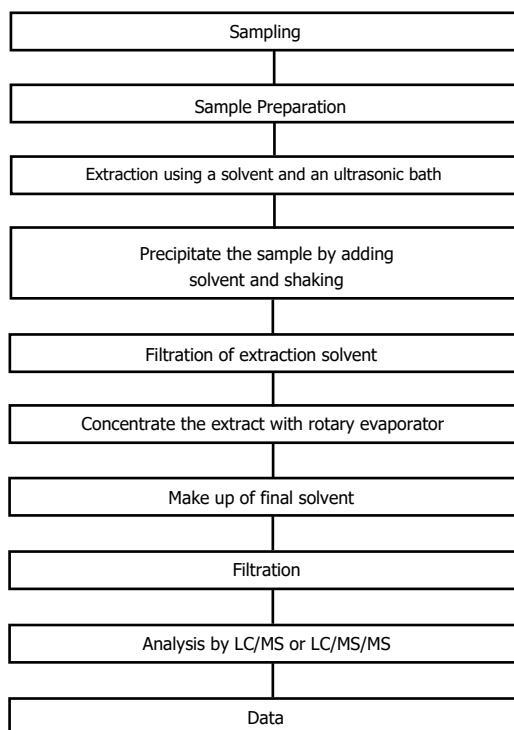 Sampling
Sample Preparation
Extraction using a solvent and an ultrasonic bath
Precipitate the sample by adding
solvent and shaking
Filtration of extraction solvent
Concentrate the extract with rotary evaporator
Make up of final solvent
Filtration
Analysis by LC/MS or LC/MS/MS
Data